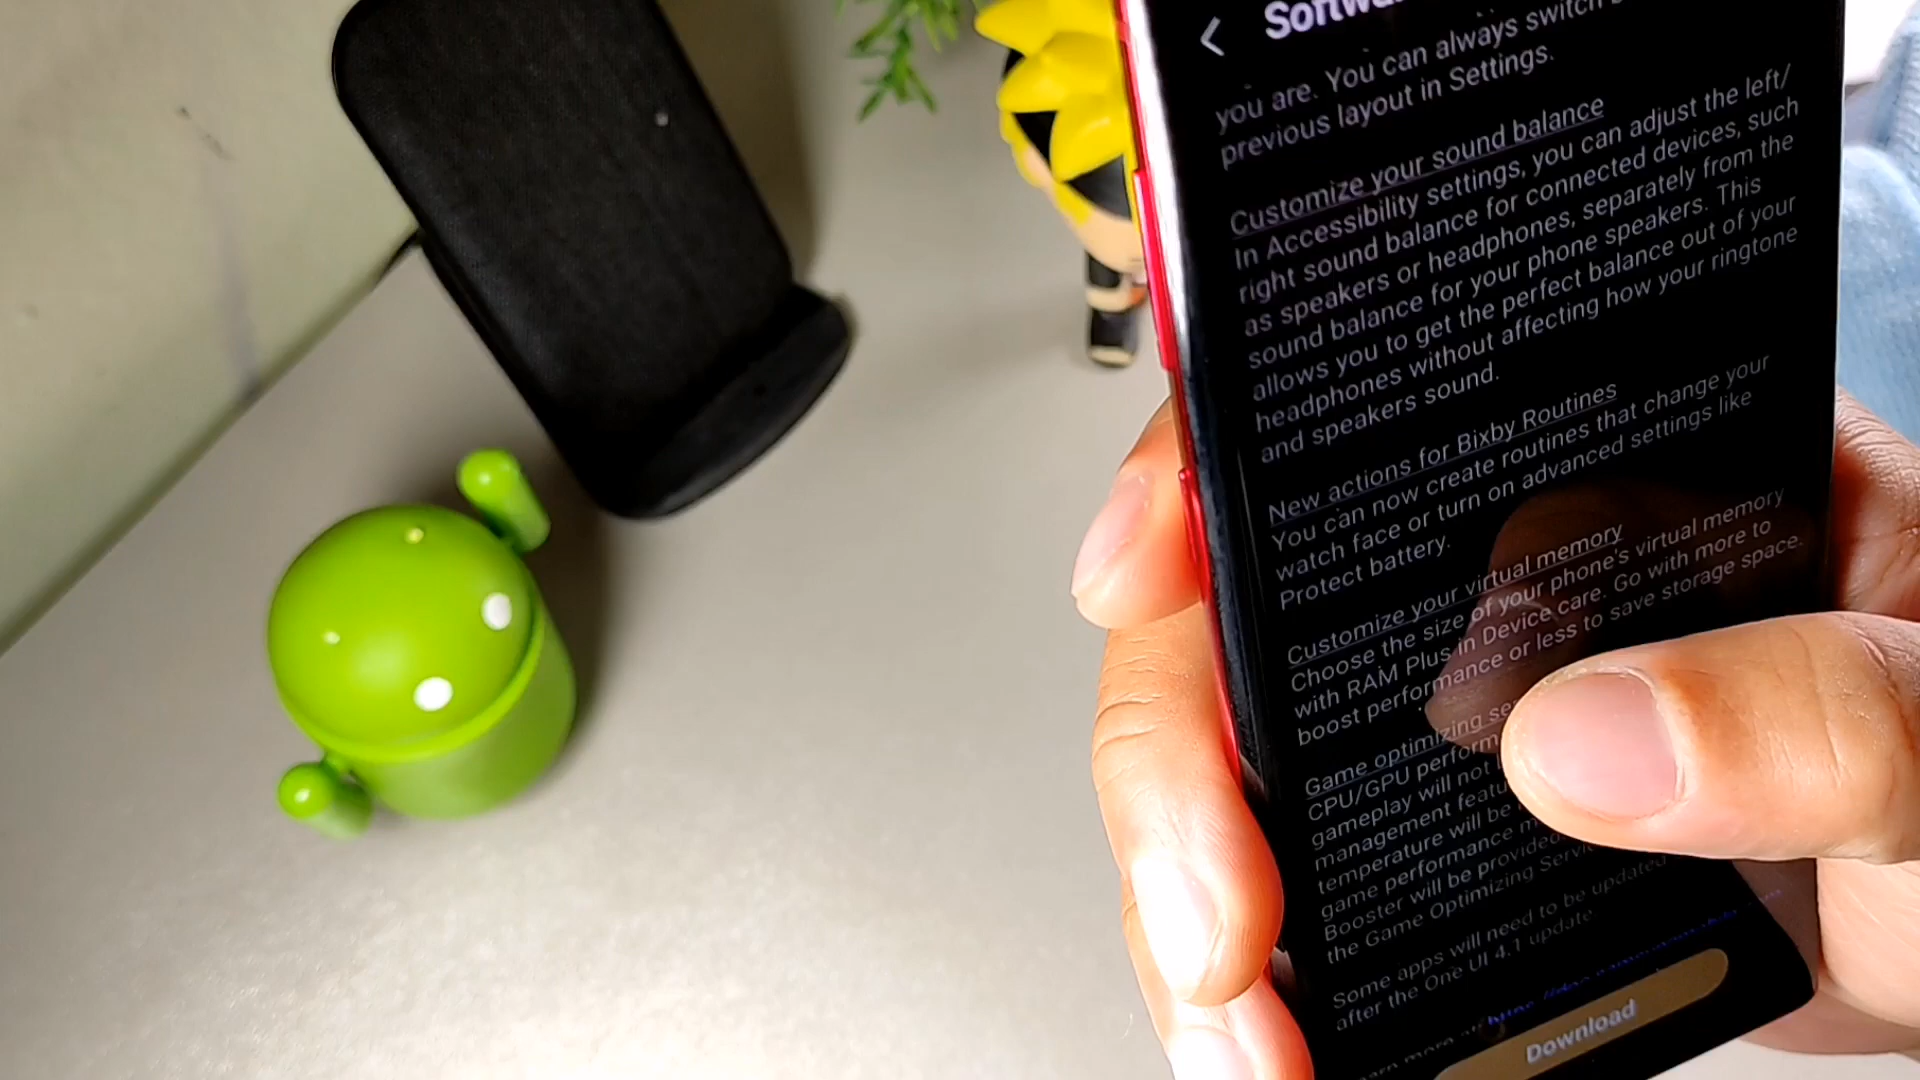 you are. You can always switch
previous layout in Settings.
Customize your sound balance
In Accessibility settings, you can adjust the left/
right sound balance for connected devices, such
as speakers or headphones, separately from the
sound balance for your phone speakers. This
allows you to get the perfect balance out of your
headphones without affecting how your ringtone
and speakers sound.
New actions for Bixby Routines
You can now create routines that change your
watch face or turn on advanced settings like
Protect battery.
Customize your virtual memory
Choose the size of your phone's virtual memory
with RAM Plus in Device care. Go with more to
boost performance or less to save storage space.
Game optimizing
CPU/GPU
gameplay will not
management
temperature will be
game performance
Booster will be provided
the Game Optimizing
Some apps will need to be updated
after the One UI 4.1 update.
more
Download